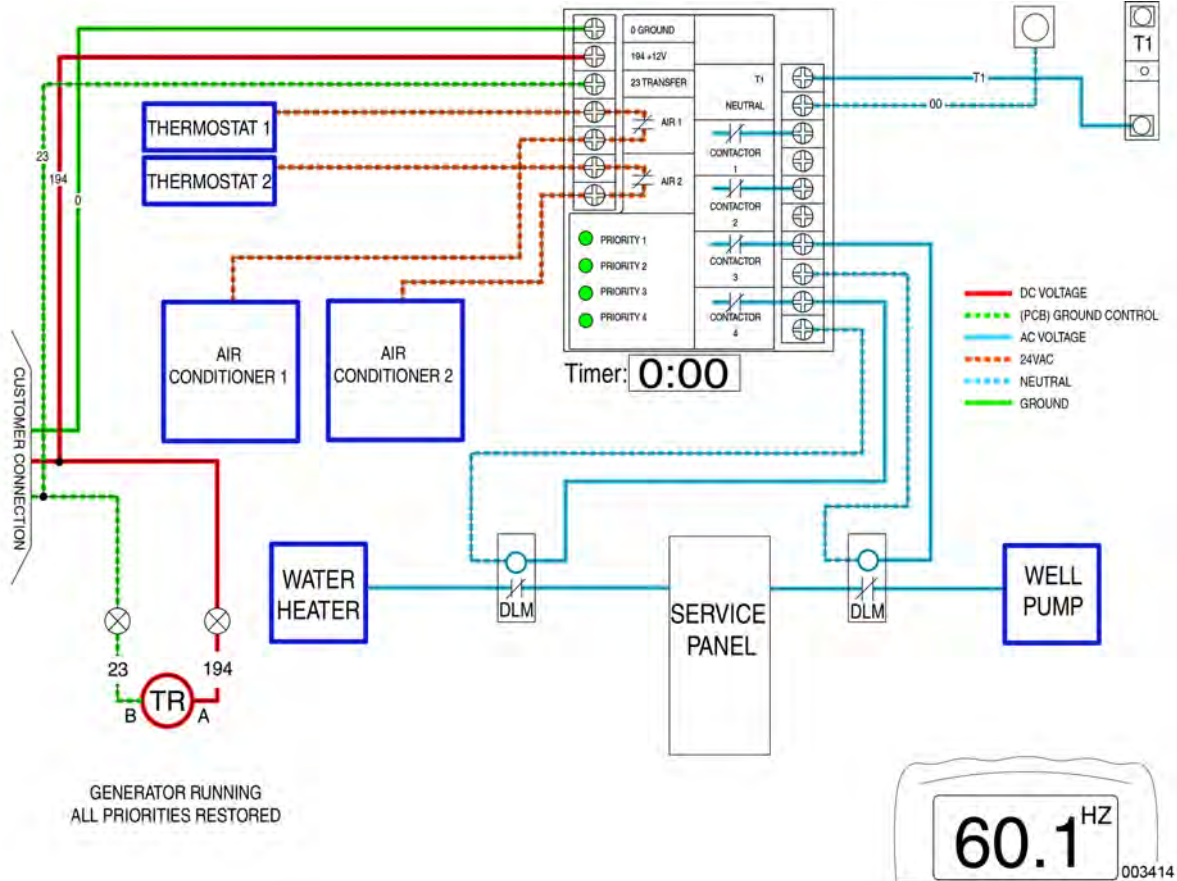 0 GROUND
194 +12V
23 TRANSFER
AIR 1
AIR 2
T1
NEUTRAL
CONTACTOR
1
CONTACTOR
2
CONTACTOR
3
CONTACTOR
4
PRIORITY 1
PRIORITY 2
PRIORITY 3
PRIORITY 4
Timer: 0:00
T1
00
T1
THERMOSTAT 1
THERMOSTAT 2
23
194
0
AIR
CONDITIONER 1
AIR
CONDITIONER 2
DC VOLTAGE
(PCB) GROUND CONTROL
AC VOLTAGE
24VAC
NEUTRAL
GROUND
CUSTOMER CONNECTION
WATER
HEATER
DLM
SERVICE
PANEL
DLM
WELL
PUMP
23
194
B
TR
A
GENERATOR RUNNING
ALL PRIORITIES RESTORED
60.1 HZ
003414